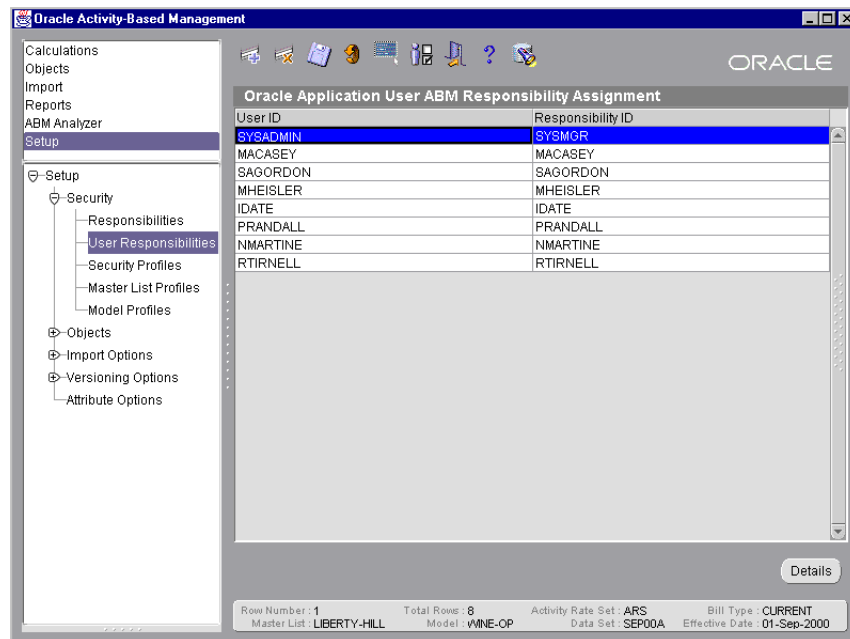 Oracle Activity-Based Management
Calculations
Objects
Import
Reports
ABM Analyzer
Setup
Setup
Security
Responsibilities
User Responsibilities
Security Profiles
Master List Profiles
Model Profiles
Objects
Import Options
Versioning Options
Attribute Options
?
ORACLE
Oracle Application User ABM Responsibility Assignment
User ID Responsibility ID
SYSADMIN SYSMGR
MACASEY MACASEY
SAGORDON SAGORDON
MHEISLER MHEISLER
IDATE IDATE
PRANDALL PRANDALL
NMARTINE NMARTINE
RTIRNELL RTIRNELL
Details
Row Number : 1 Total Rows : 8 Activity Rate Set : ARS Bill Type : CURRENT
Master List : LIBERTY-HILL Model : WINE-OP Data Set : SEP00A Effective Date : 01-Sep-2000